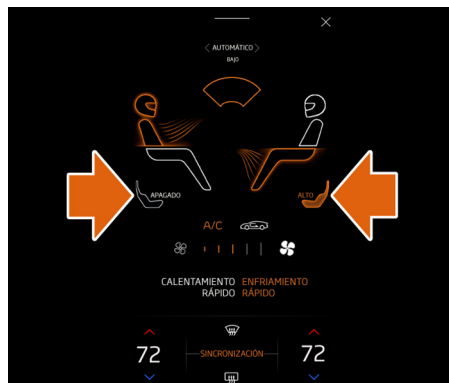 AUTOMÁTICO
BAJO
APAGADO
ALTO
A/C
CALENTAMIENTO ENFRIAMIENTO
RÁPIDO RÁPIDO
72 SINCRONIZACIÓN 72